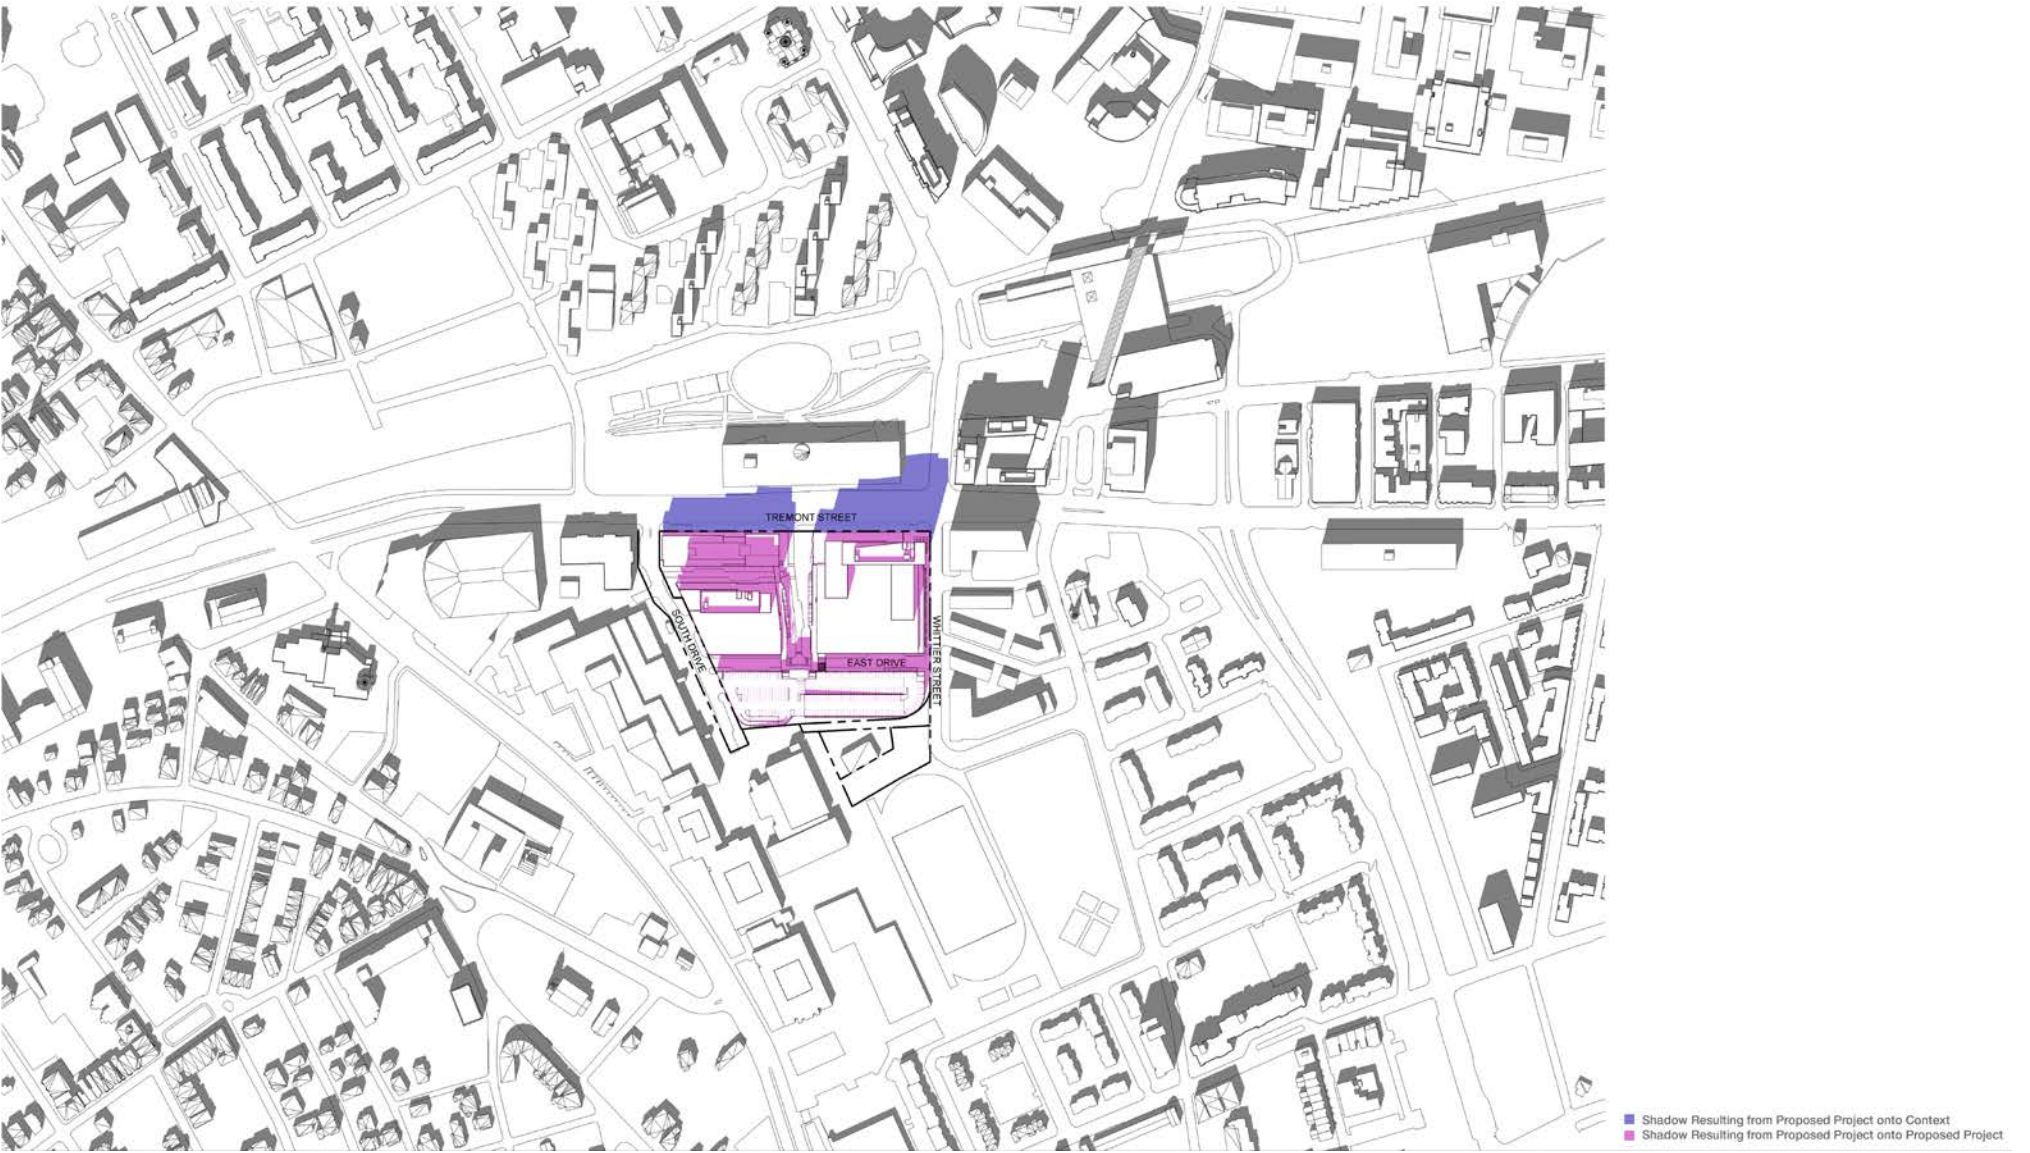 TREMONT STREET
SOUTH DRIVE
WHITTIER STREET
EAST DRIVE
Shadow Resulting from Proposed Project onto Context
Shadow Resulting from Proposed Project onto Proposed Project